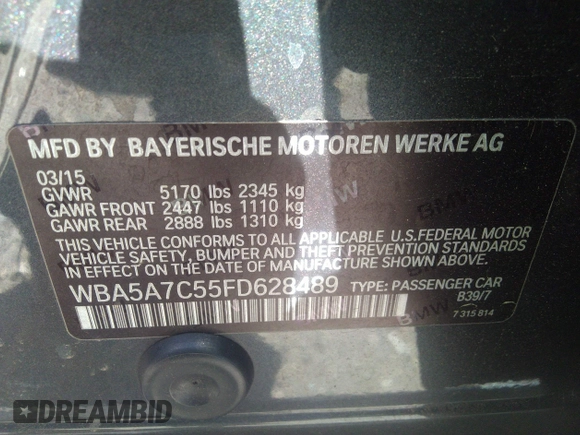 MFD BY BAYERISCHE MOTOREN WERKE AG
03/15
GVWR 5170 lbs 2345 kg
GAWR FRONT 2447 lbs 1110 kg
GAWR REAR 2888 lbs 1310 kg
THIS VEHICLE CONFORMS TO ALL APPLICABLE U.S.FEDERAL MOTOR
VEHICLE SAFETY, BUMPER AND THEFT PREVENTION STANDARDS
IN EFFECT ON THE DATE OF MANUFACTURE SHOWN ABOVE.
WBA5A7C55FD628489 TYPE: PASSENGER CAR
B39/7
7 315 814
DREAMBID